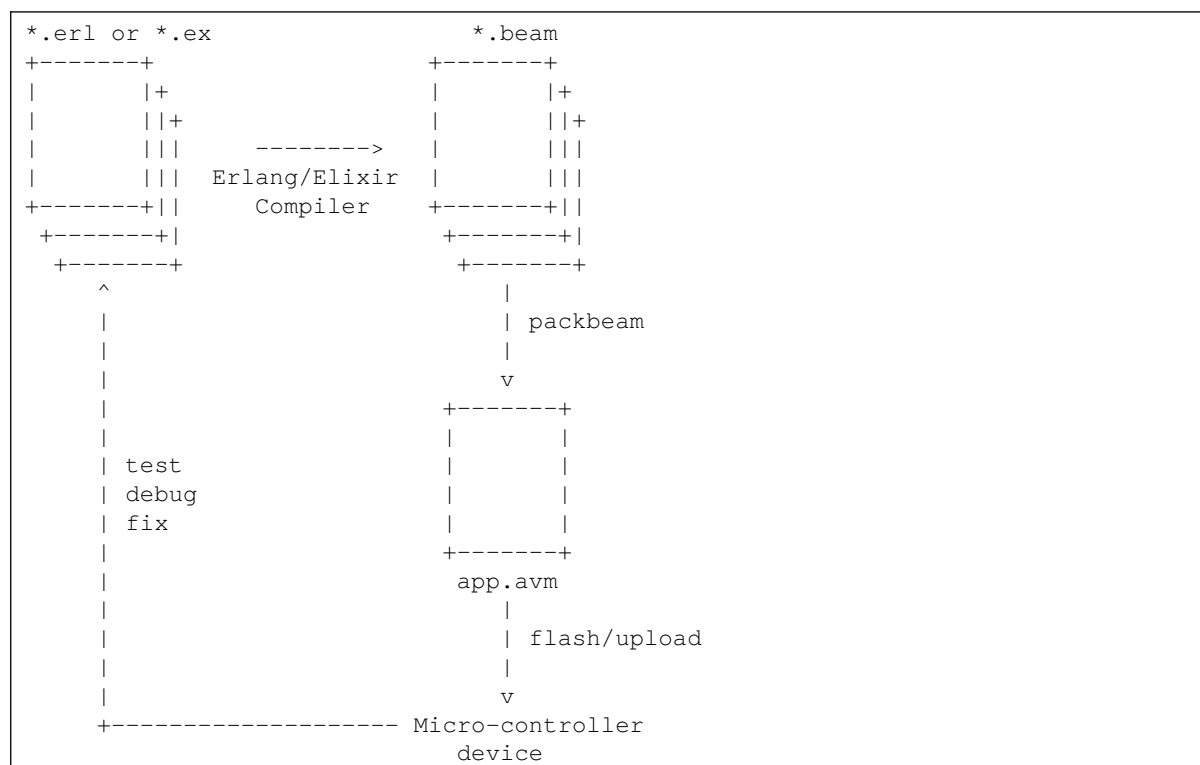 *.erl or *.ex
*.beam
-------->
Erlang/Elixir
Compiler
packbeam
test
debug
fix
app.avm
flash/upload
Micro-controller
device